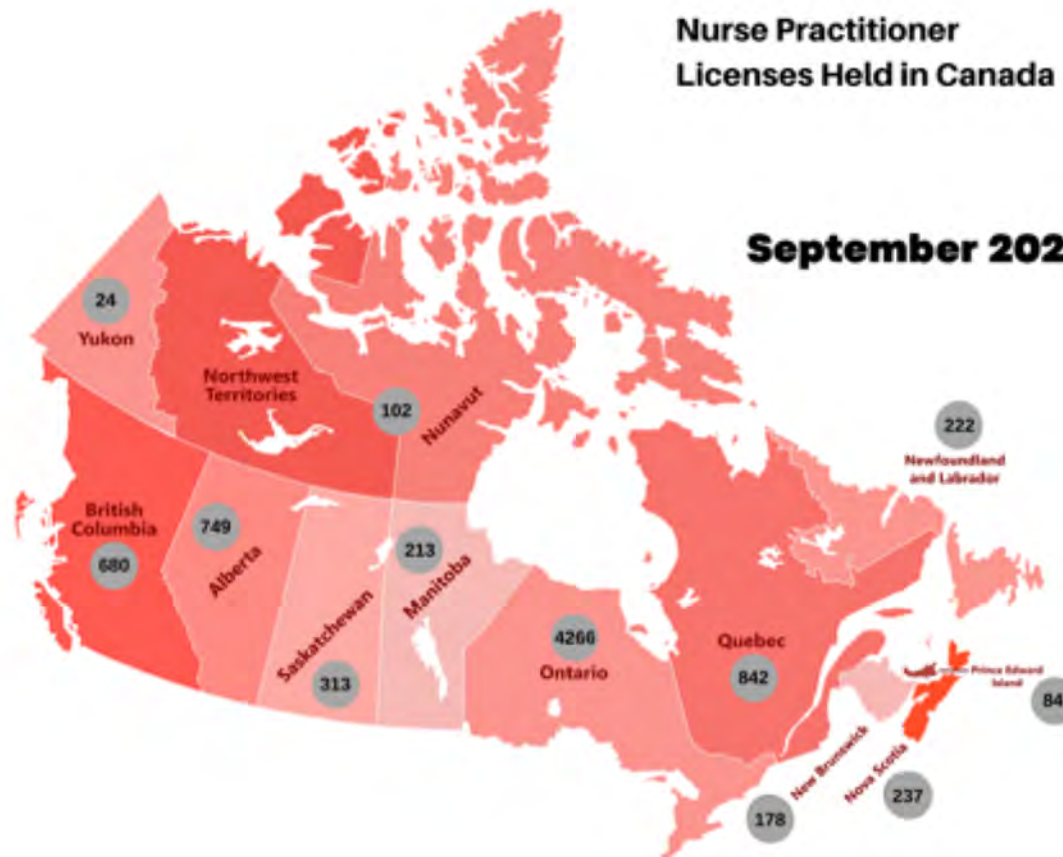 Nurse Practitioner
Licenses Held in Canada
September 202
24
Yukon
Northwest
Territories
102
Nunavut
222
Newfoundland
and Labrador
British
Columbia
680
749
Alberta
213
Manitoba
Saskatchewan
313
4266
Ontario
Quebec
842
Prince Edward
Island
84
New Brunswick
178
Nova Scotia
237